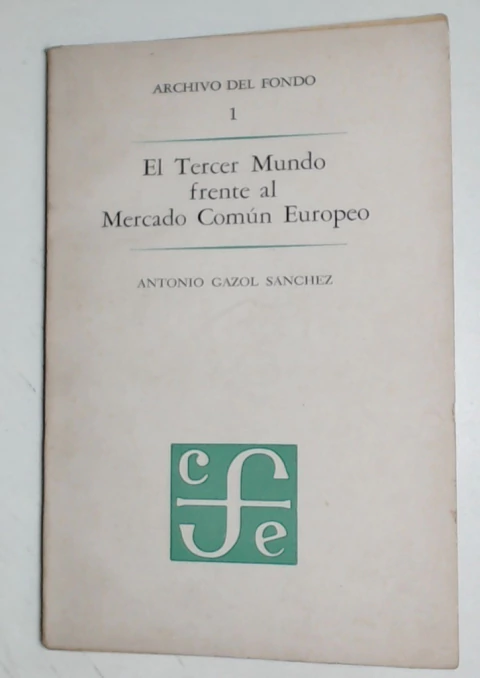 ARCHIVO DEL FONDO
1
El Tercer Mundo
frente al
Mercado Común Europeo
ANTONIO GAZOL SANCHEZ
c f e